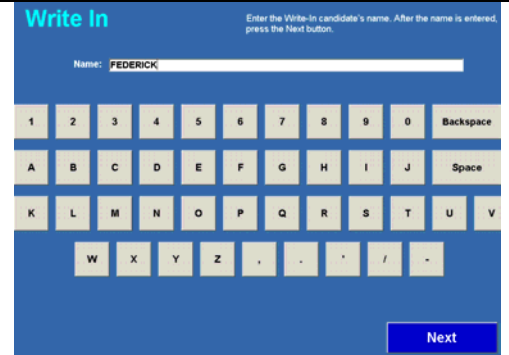 Write In
Enter the Write-In candidate's name. After the name is entered,
press the Next button.
Name: FEDERICK
1 2 3 4 5 6 7 8 9 0 Backspace
A B C D E F G H I J Space
K L M N O P Q R S T U V
W X Y Z , . ' / -
Next